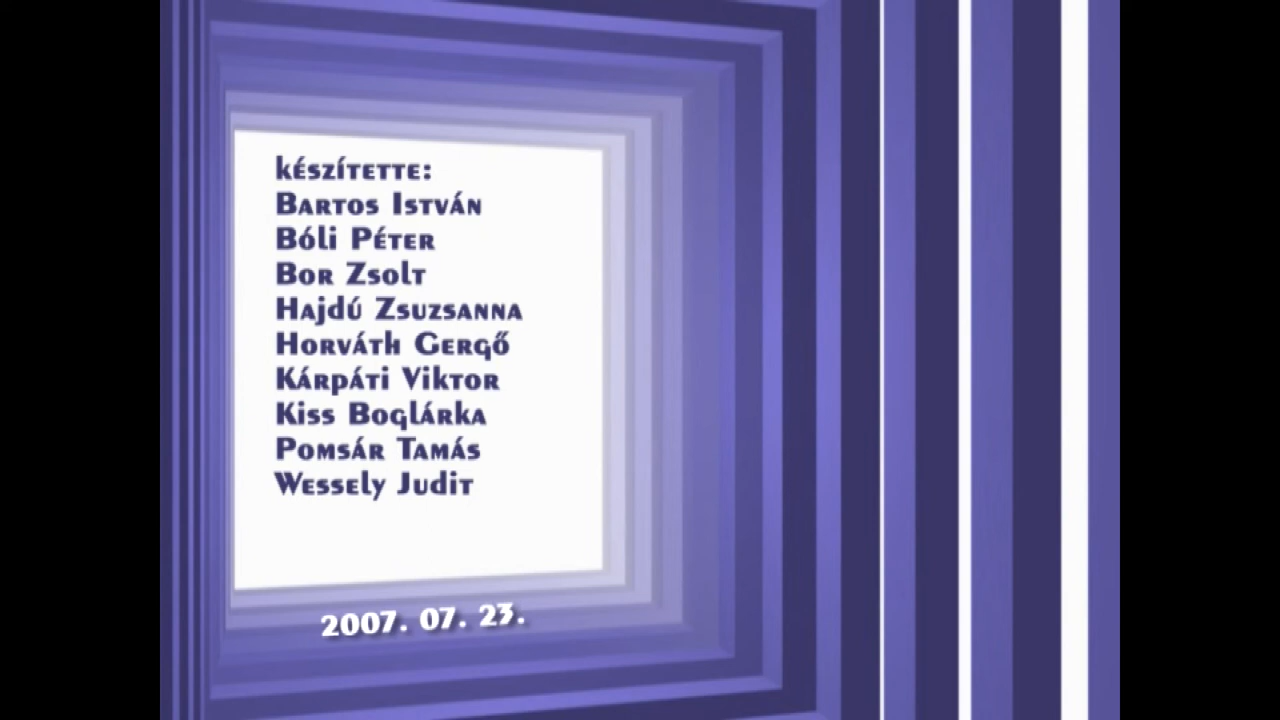 készítette:
Bartos István
Bóli Péter
Bor Zsolt
Hajdú Zsuzsanna
Horváth Gergő
Kárpáti Viktor
Kiss Boglárka
Pomsár Tamás
Wessely Judit
2007. 07. 23.